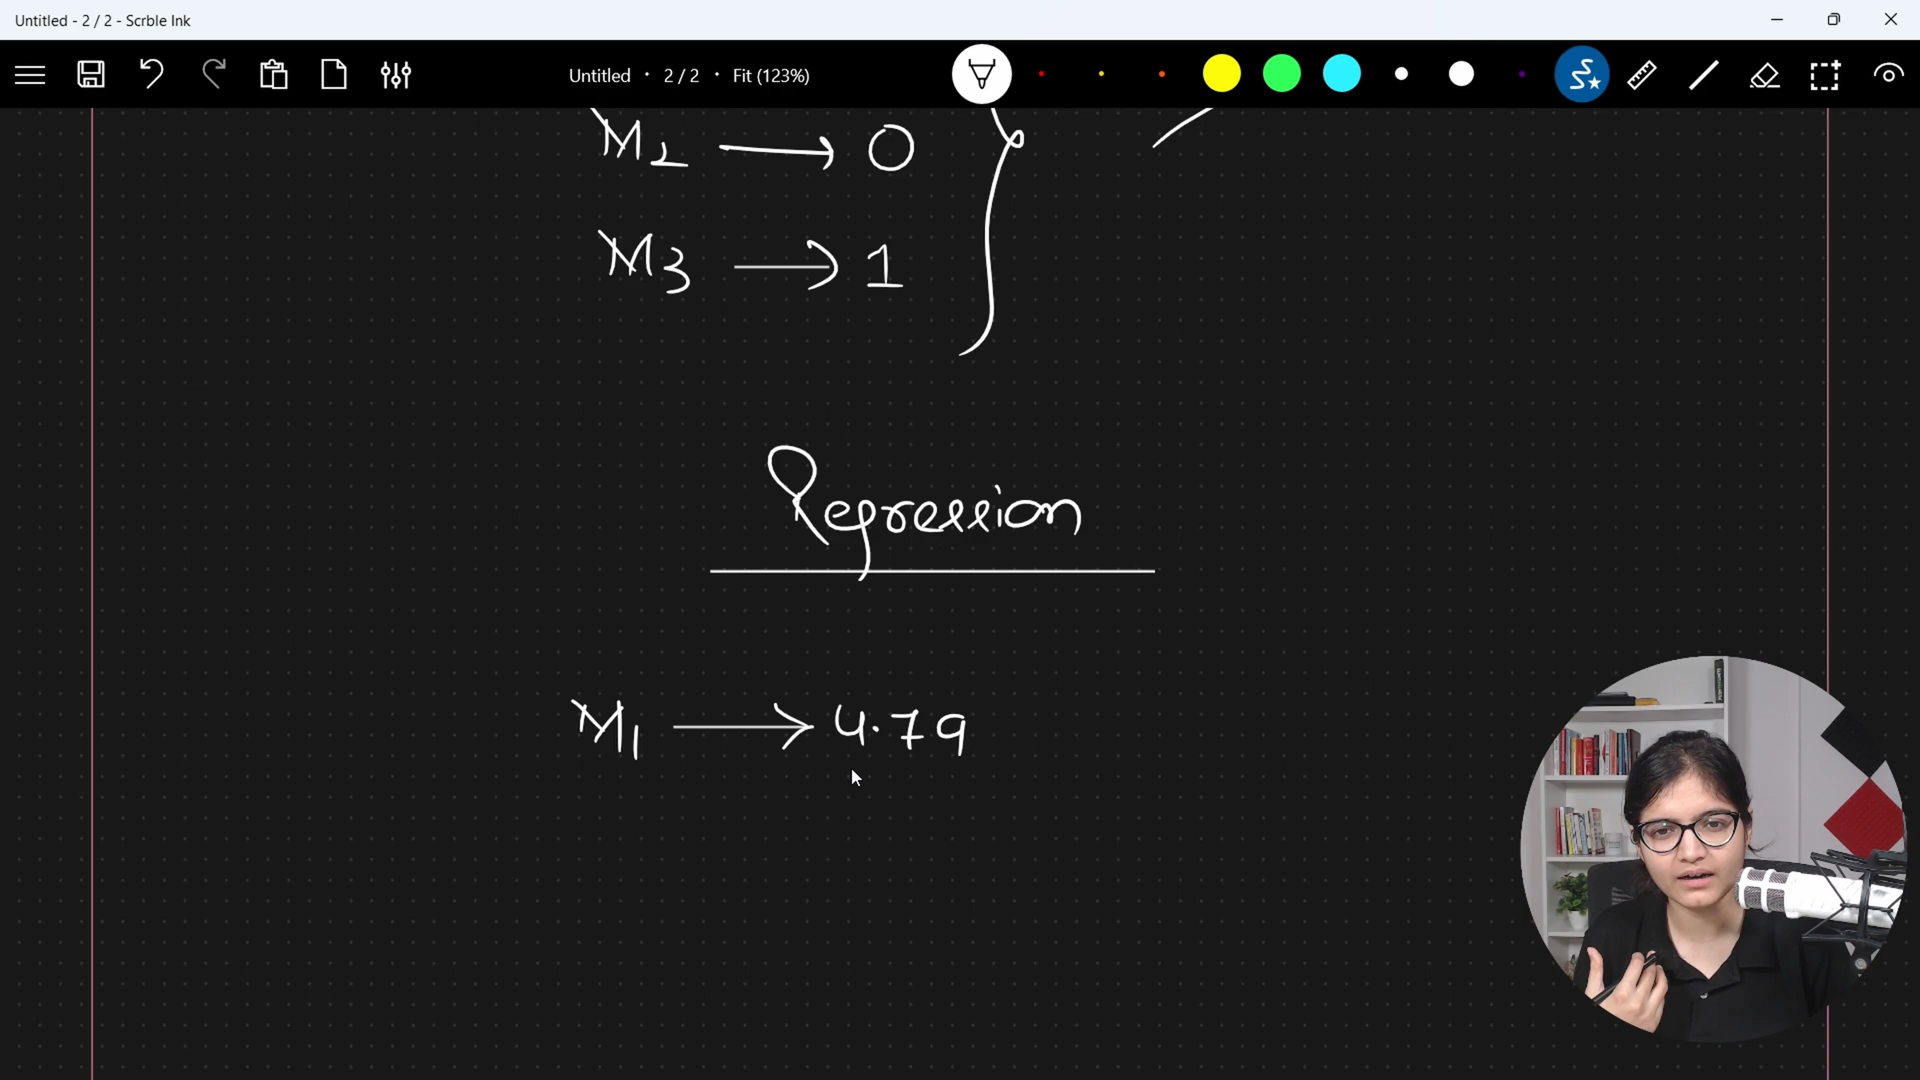 Untitled - 2 / 2 - Scrble Ink
Untitled • 2 / 2 • Fit (123%)
M2 → 0
M3 → 1
Regression
M1 → 4.79